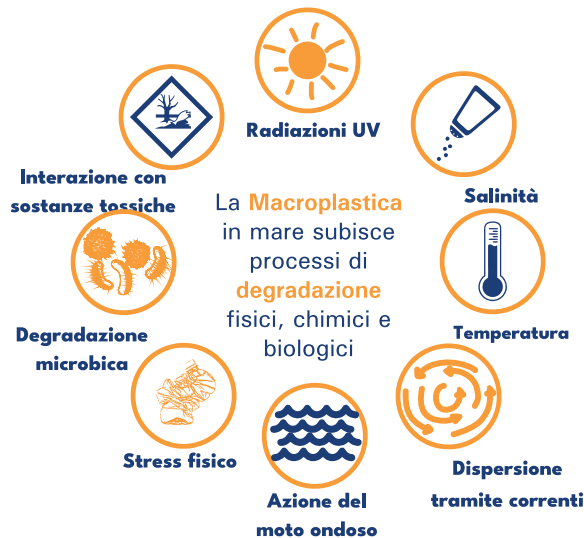 Radiazioni UV
Salinità
Temperatura
Dispersione
tramite correnti
Azione del
moto ondoso
Stress fisico
Degradazione
microbica
Interazione con
sostanze tossiche
La Macroplastica
in mare subisce
processi di
degradazione
fisici, chimici e
biologici